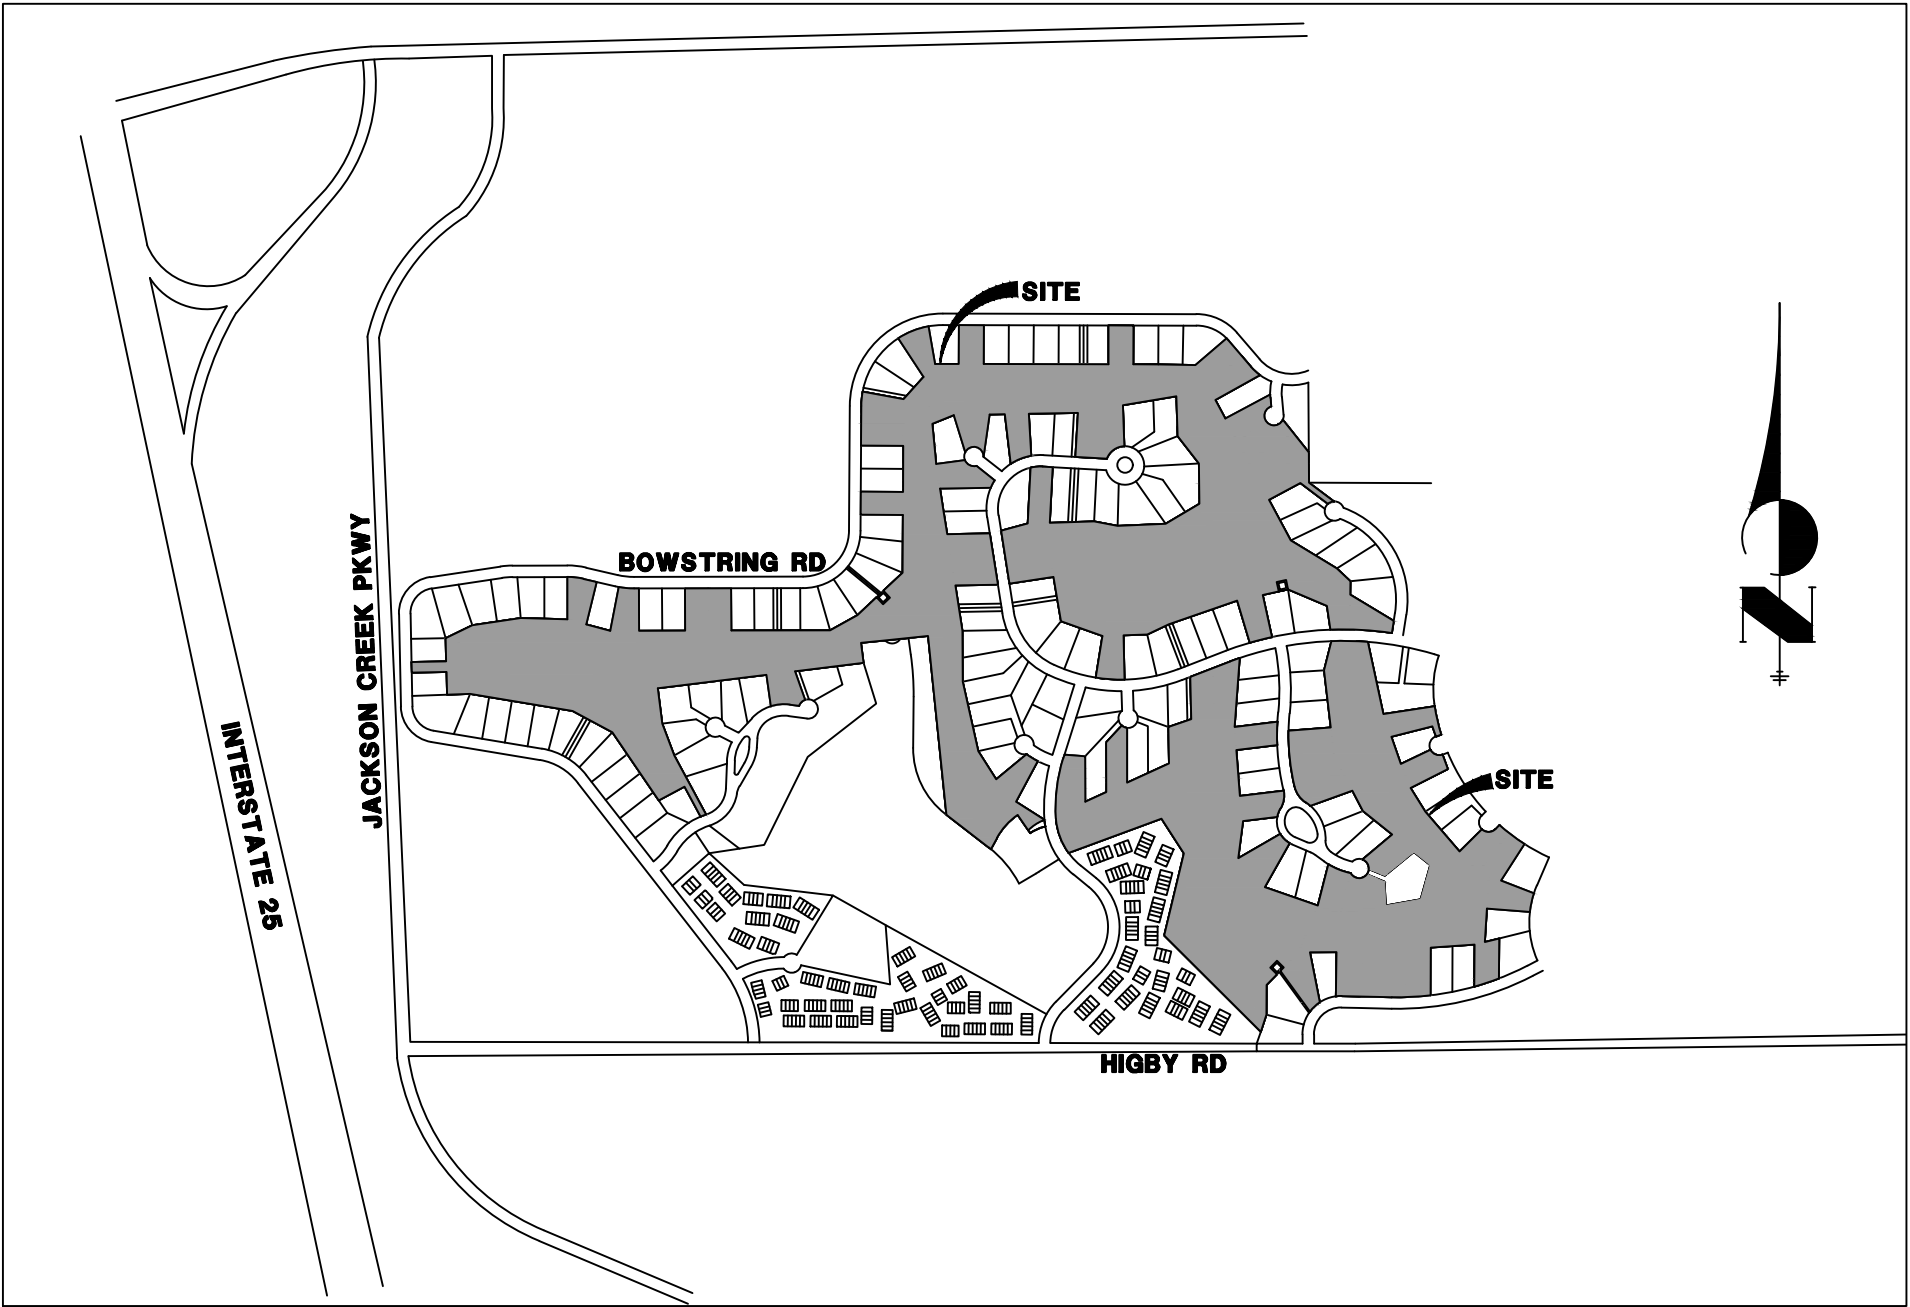 SITE
BOWSTRING RD
JACKSON CREEK PKWY
INTERSTATE 25
SITE
HIGBY RD
N